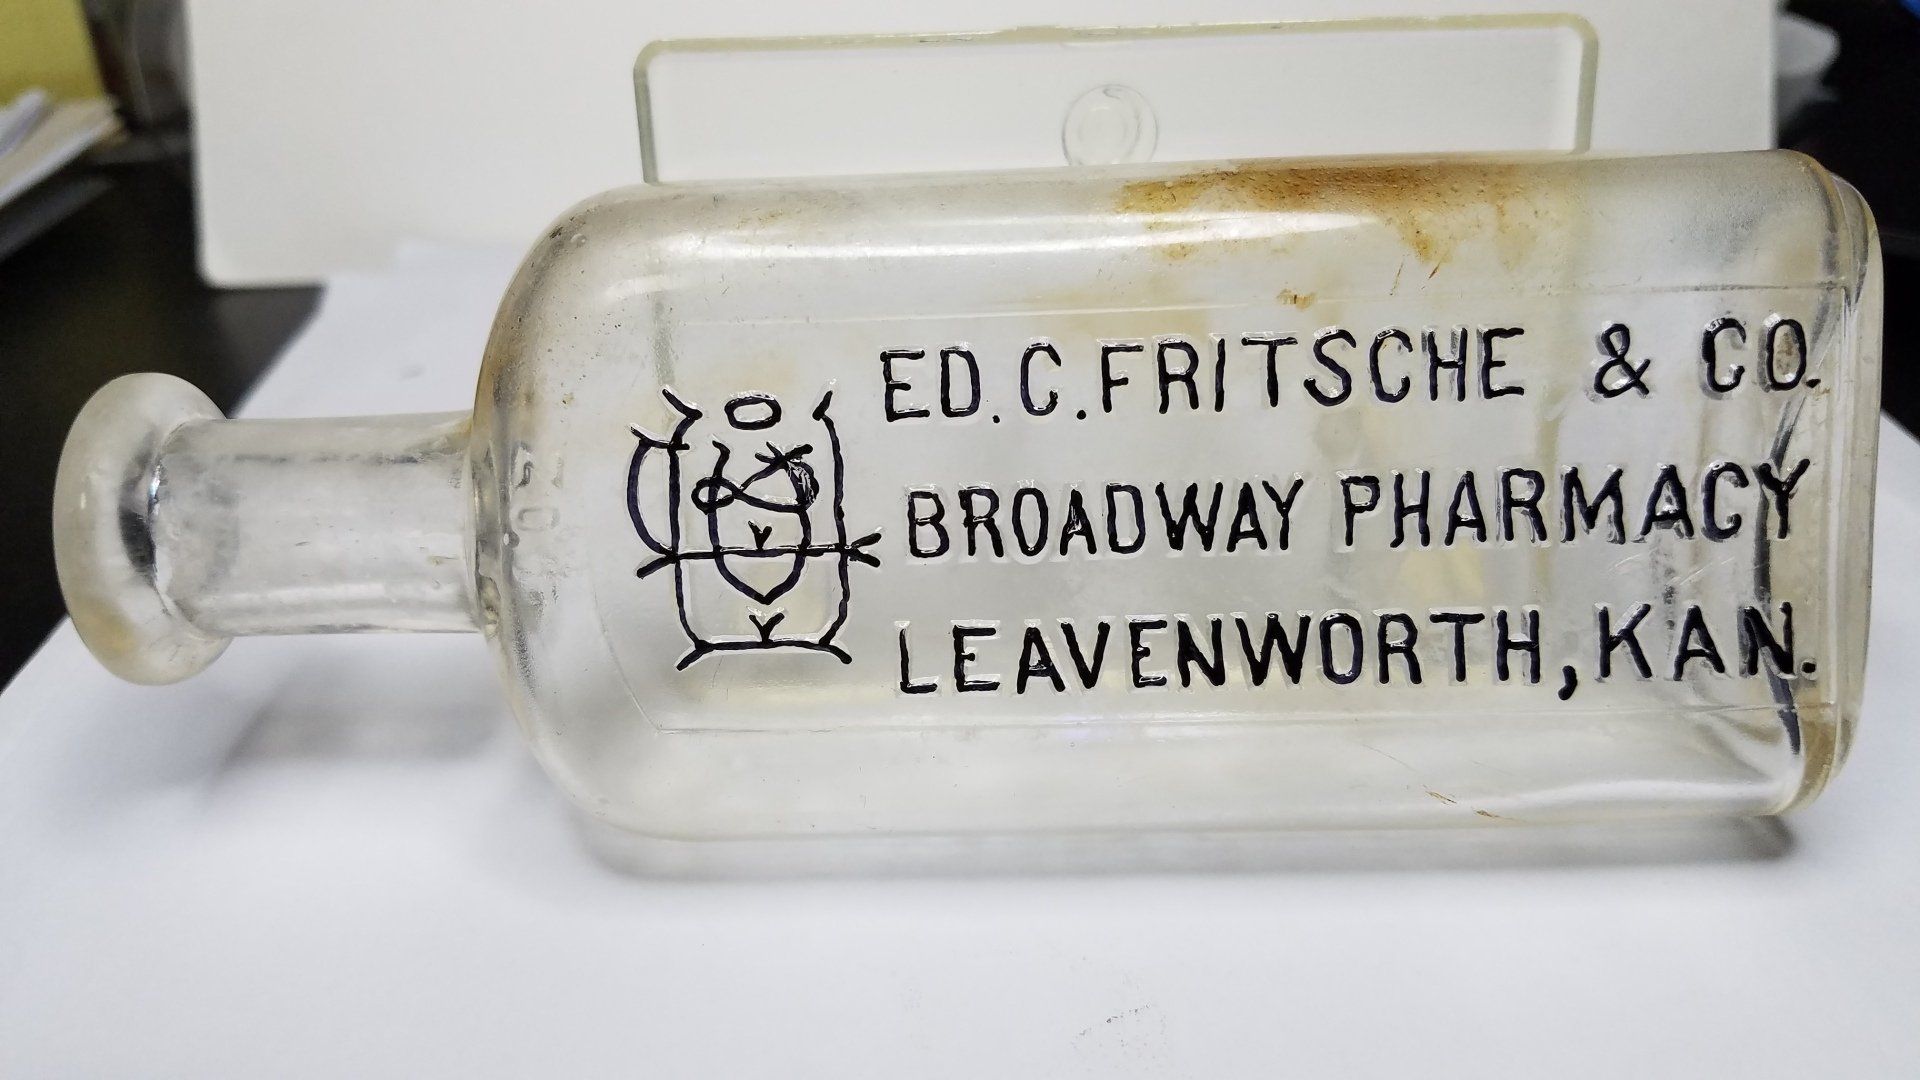 ED. C. FRITSCHE & CO.
BROADWAY PHARMACY
LEAVENWORTH, KAN.